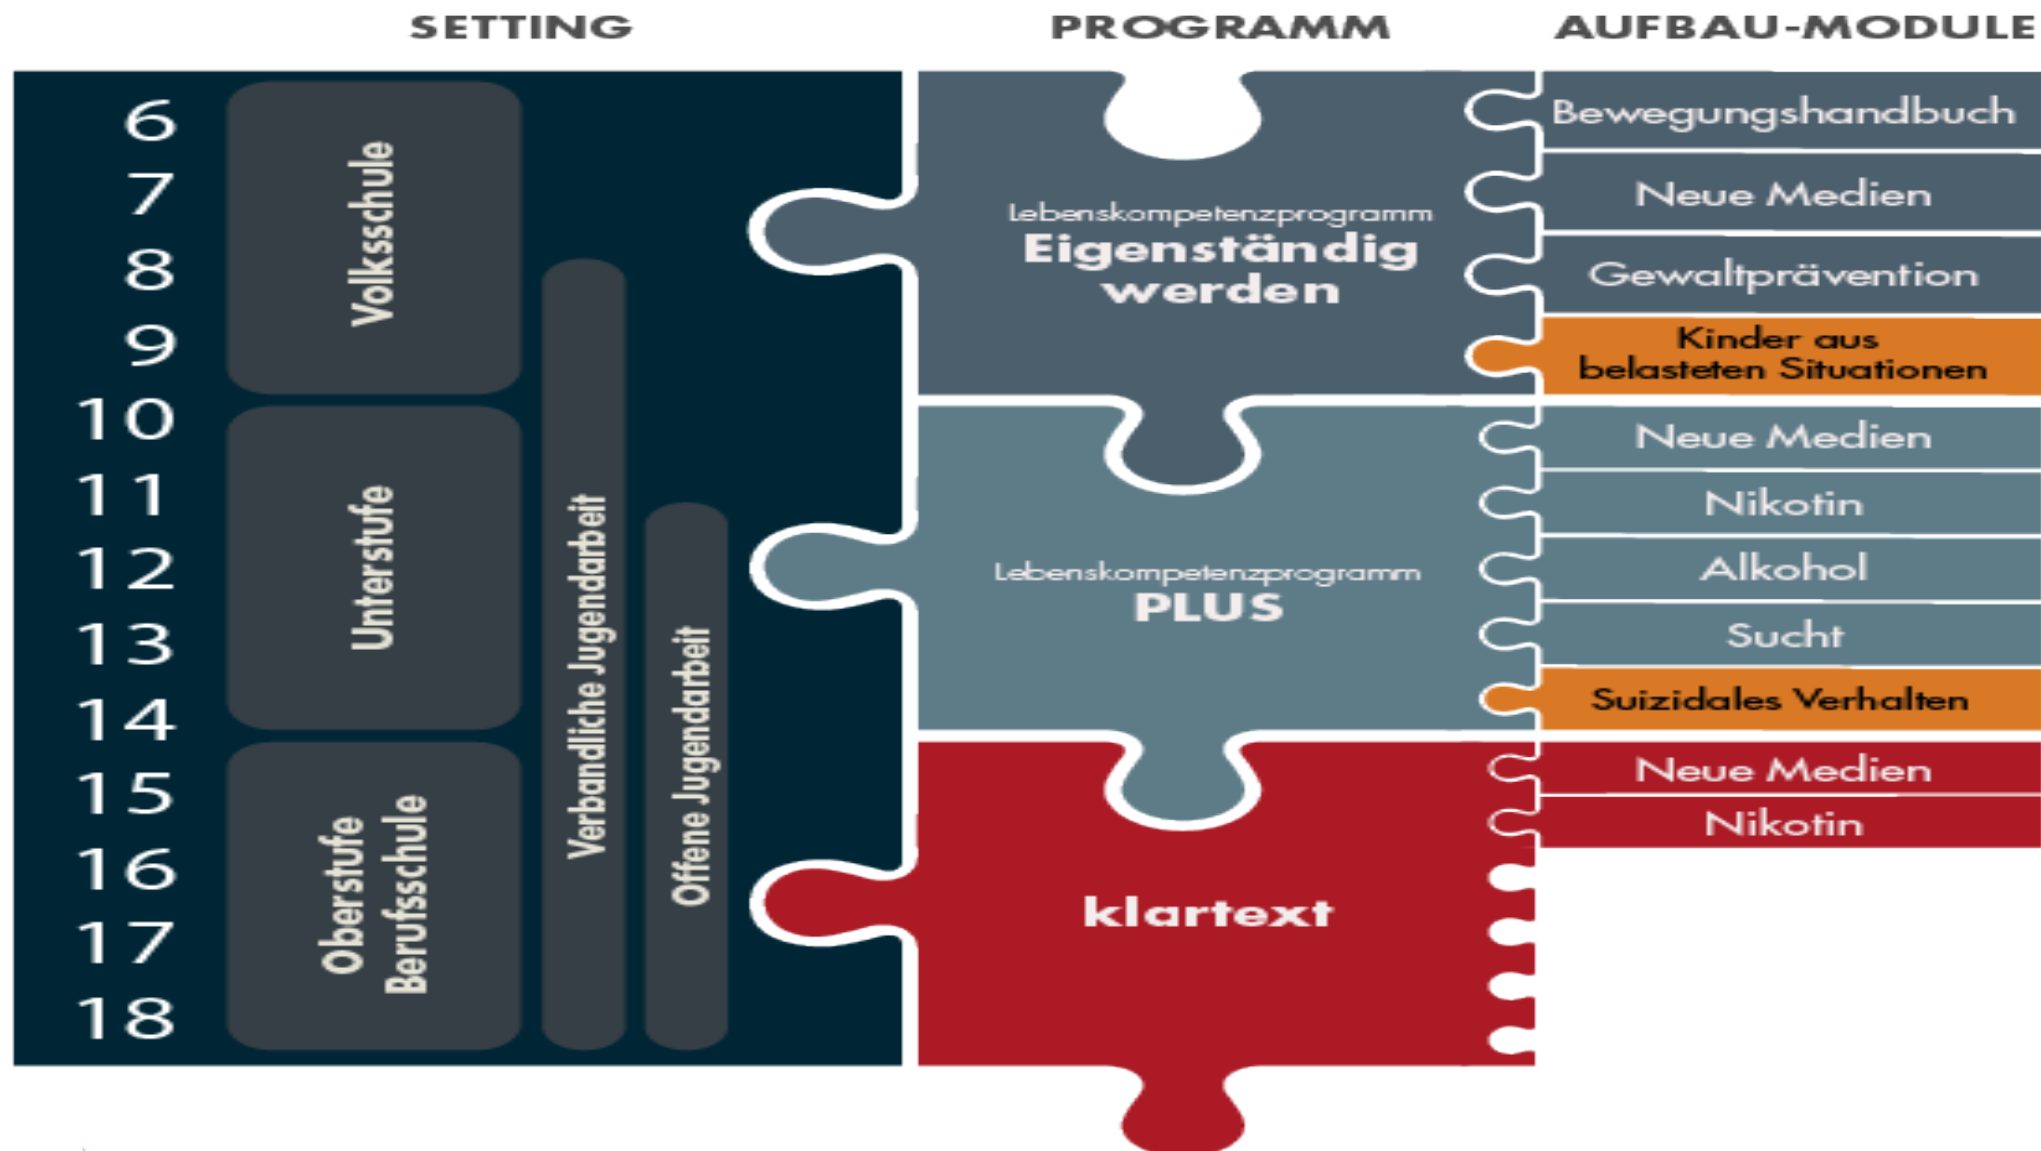 SETTING
PROGRAMM
AUFBAU-MODULE
6
7
8
9
10
11
12
13
14
15
16
17
18
Volksschule
Unterstufe
Oberstufe
Berufsschule
Verbandliche Jugendarbeit
Offene Jugendarbeit
Lebenskompetenzprogramm
Eigenständig
werden
Lebenskompetenzprogramm
PLUS
klartext
Bewegungshandbuch
Neue Medien
Gewaltprävention
Kinder aus
belasteten Situationen
Neue Medien
Nikotin
Alkohol
Sucht
Suizidales Verhalten
Neue Medien
Nikotin